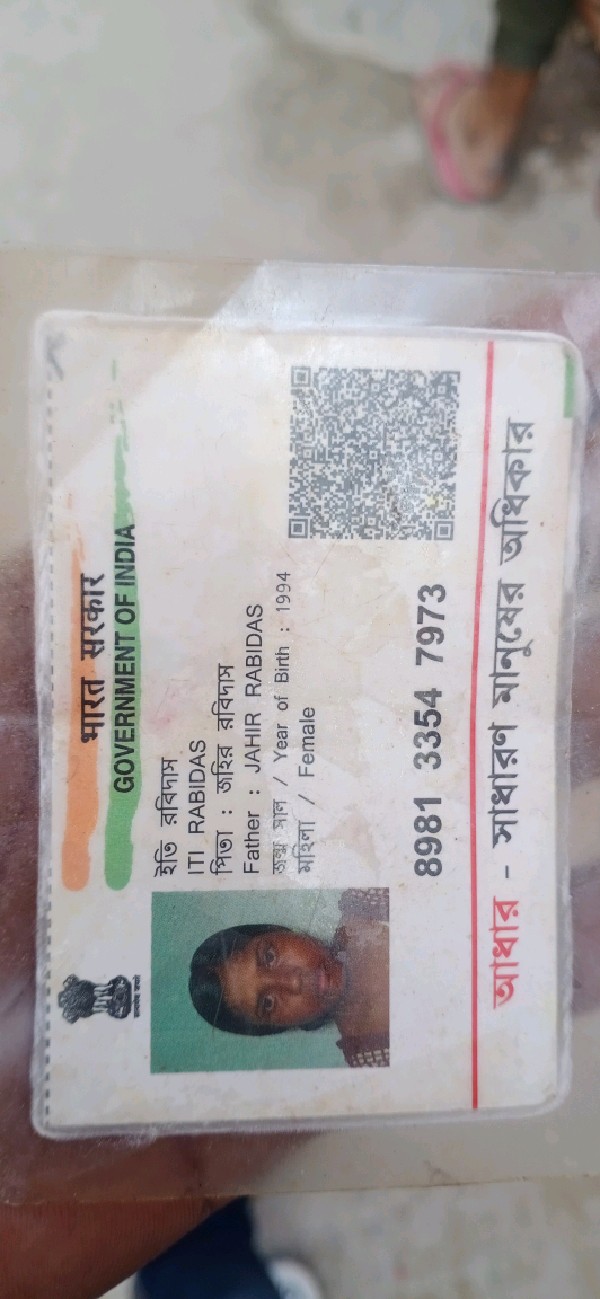 भारत सरकार
GOVERNMENT OF INDIA
ইতি রবিদাস
ITI RABIDAS
পিতা : জহির রবিদাস
Father : JAHIR RABIDAS
জন্ম সাল / Year of Birth : 1994
মহিলা / Female
8981 3354 7973
আধার - সাধারণ মানুষের অধিকার